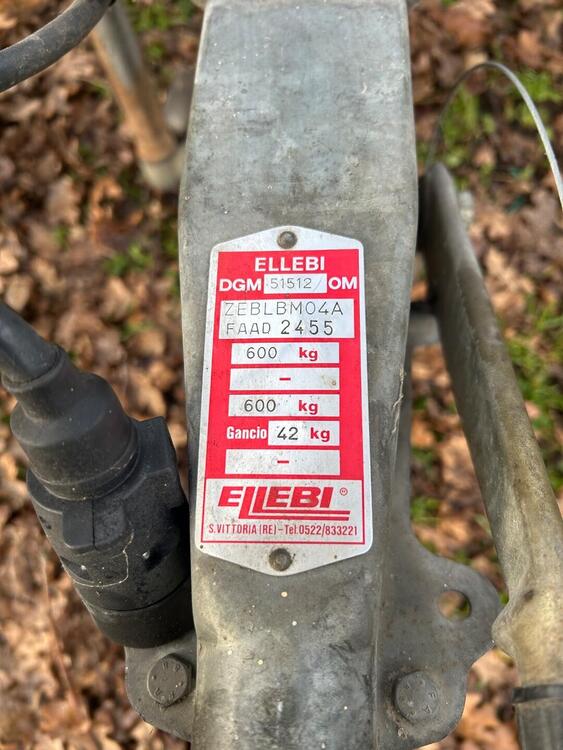 ELLEBI
DGM 51512/OM
ZEBLBM04A
FAAD 2455
600 kg
–
600 kg
Gancio 42 kg
–
ELLEBI®
S.VITTORIA (RE)-Tel.0522/833221